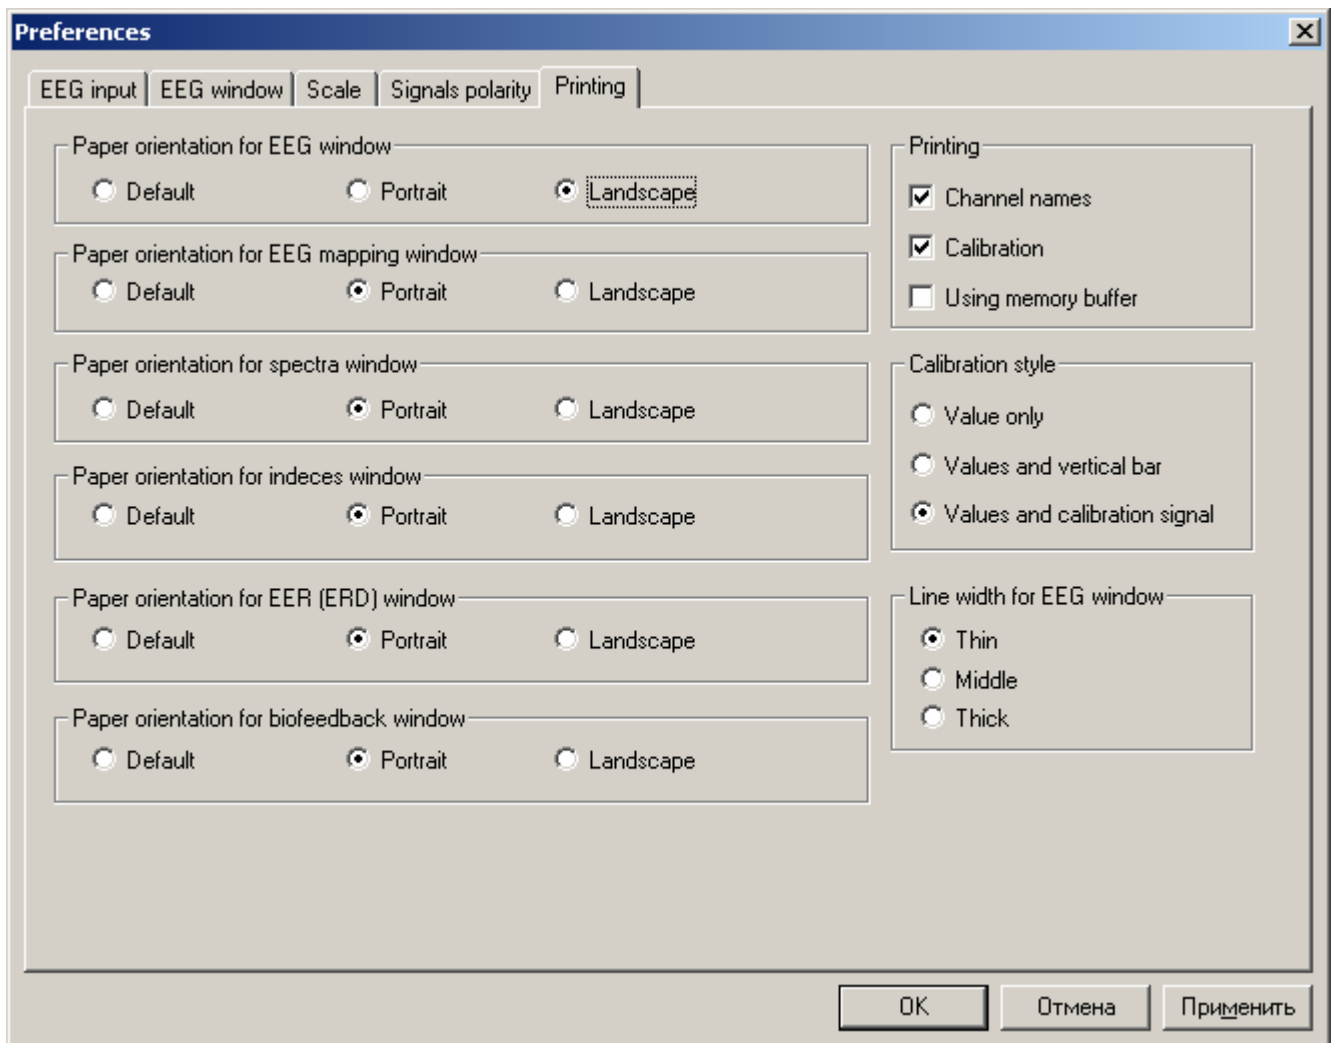 Preferences
EEG input EEG window Scale Signals polarity Printing
Paper orientation for EEG window
Default Portrait Landscape
Paper orientation for EEG mapping window
Default Portrait Landscape
Paper orientation for spectra window
Default Portrait Landscape
Paper orientation for indeces window
Default Portrait Landscape
Paper orientation for EER (ERD) window
Default Portrait Landscape
Paper orientation for biofeedback window
Default Portrait Landscape
Printing
Channel names
Calibration
Using memory buffer
Calibration style
Value only
Values and vertical bar
Values and calibration signal
Line width for EEG window
Thin
Middle
Thick
OK Отмена Применить